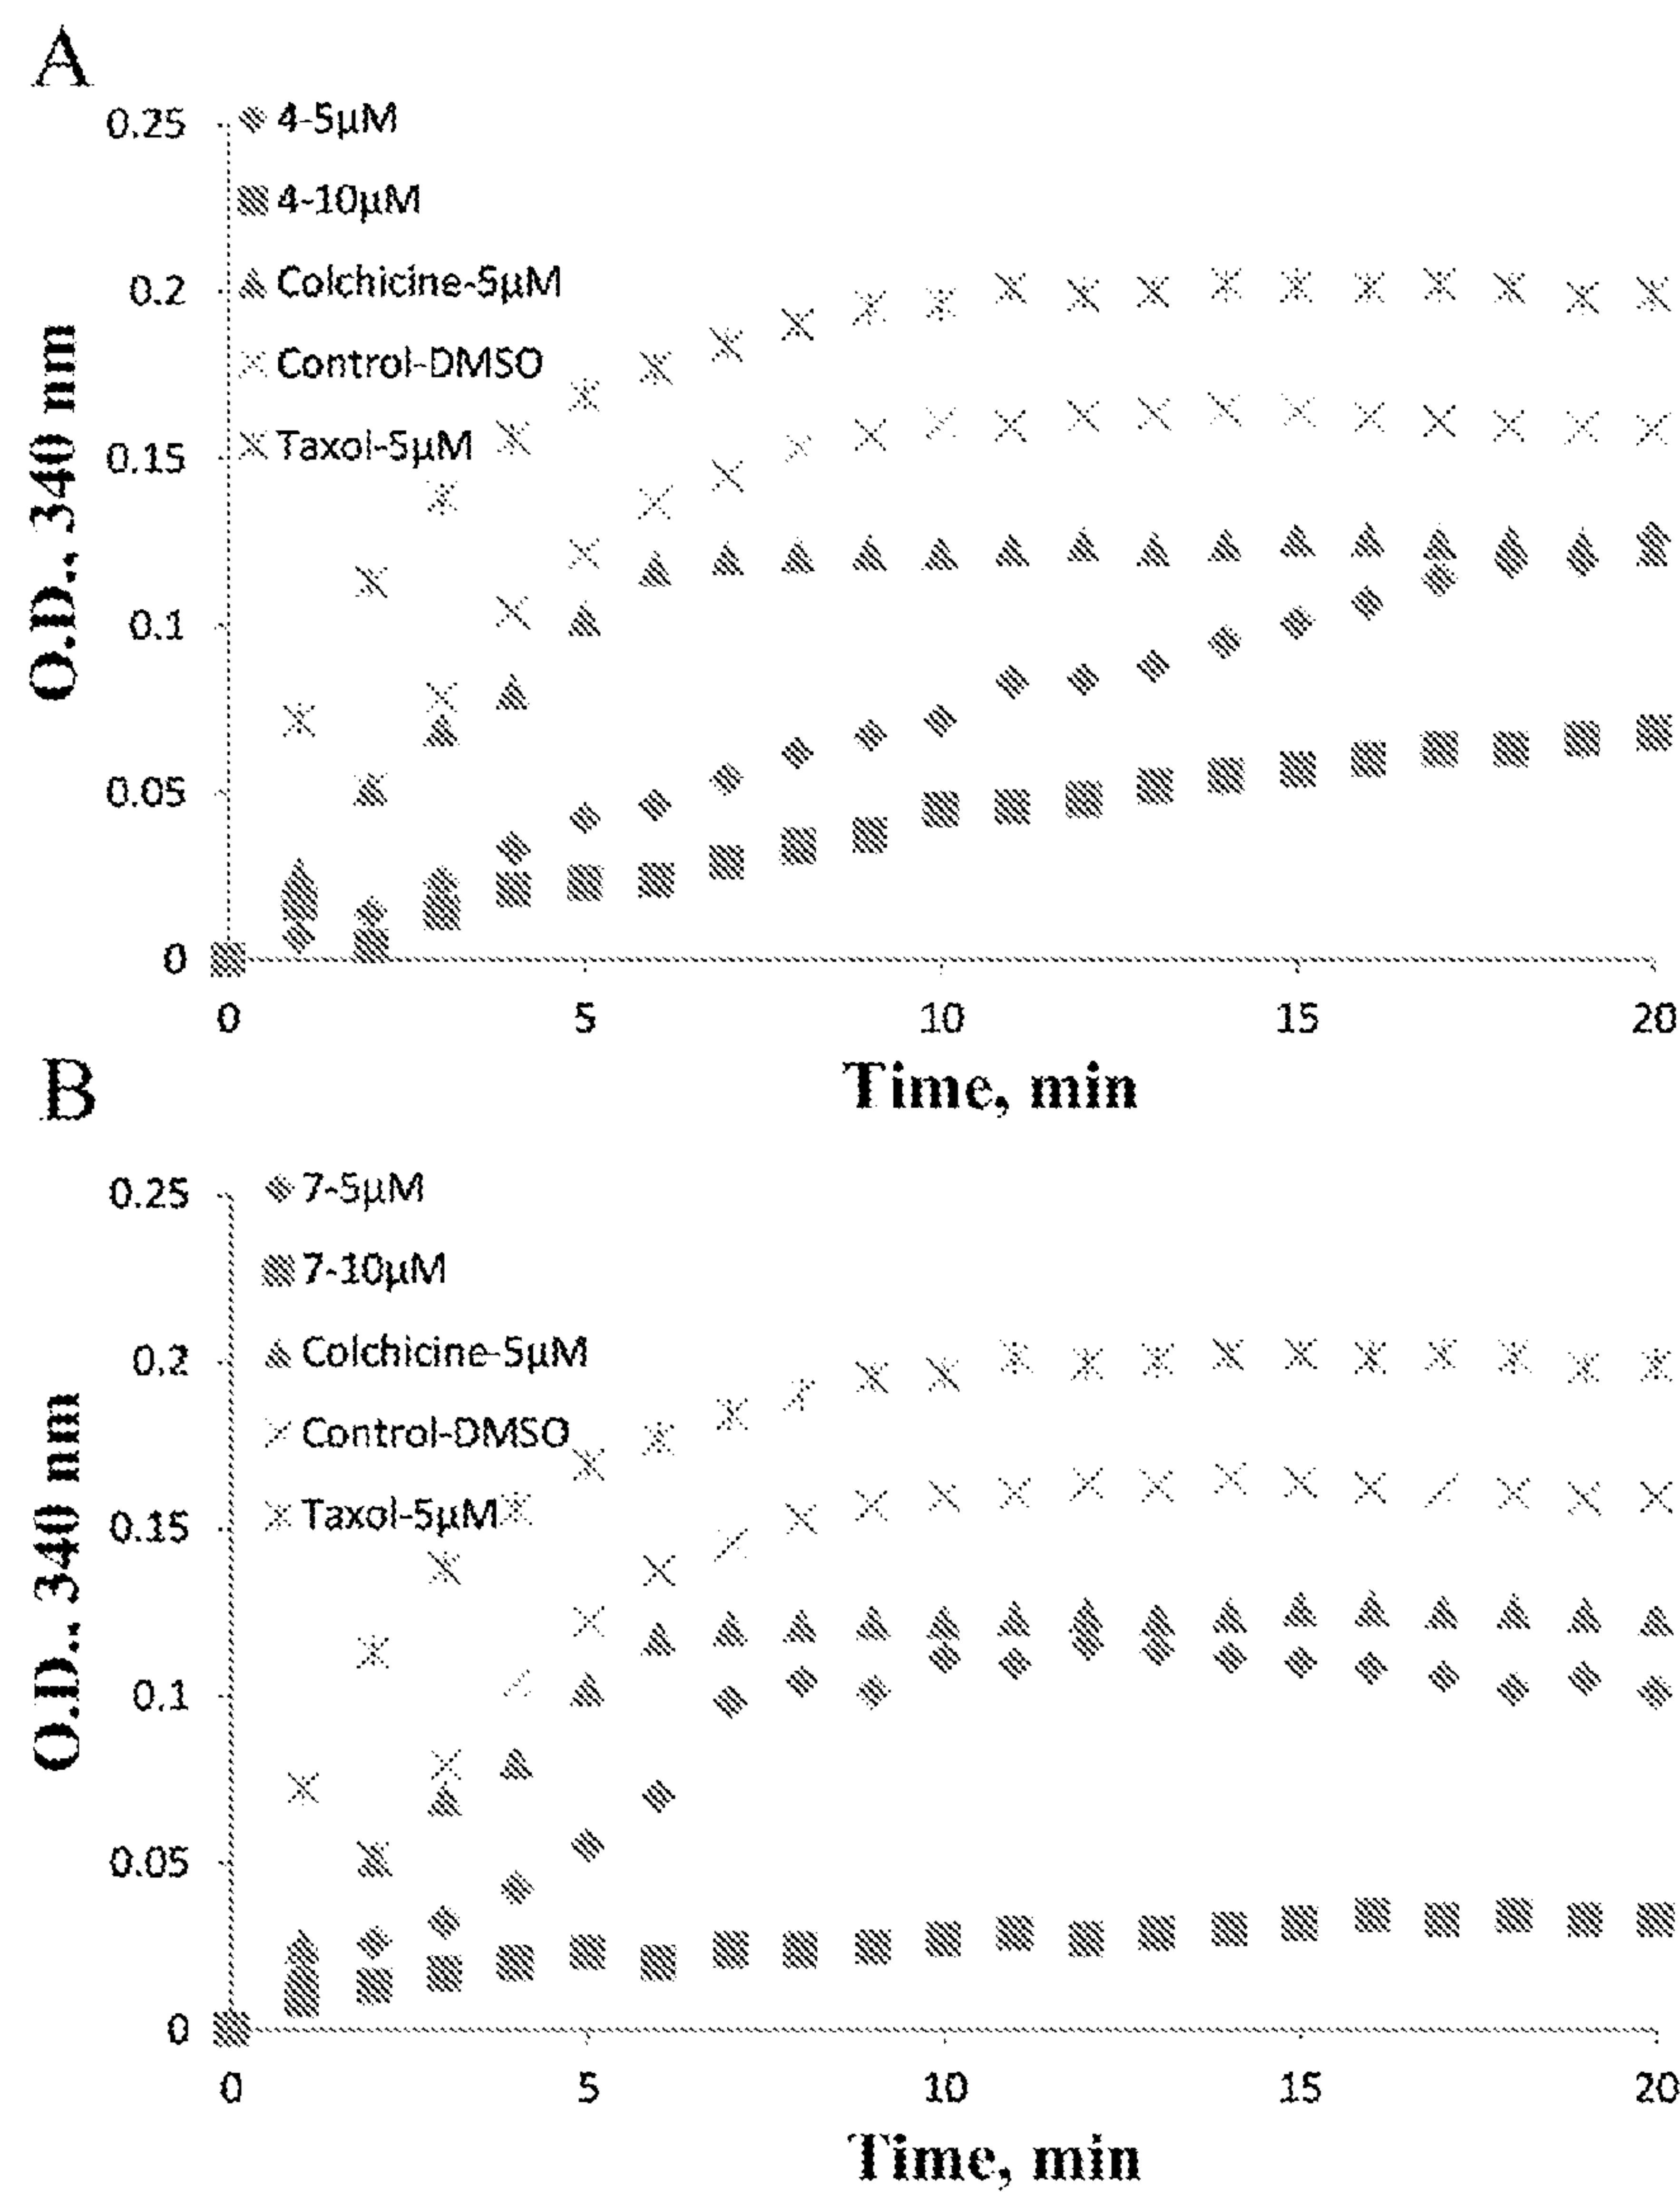 A
0.25
4-5µM
4-10µM
0.2
Colchicine-5µM
Control-DMSO
0.15
Taxol-5µM
0.1
0.05
0
O.D., 340 nm
0 5 10 15 20
Time, min
B
0.25
7-5µM
7-10µM
0.2
Colchicine-5µM
Control-DMSO
0.15
Taxol-5µM
0.1
0.05
0
O.D., 340 nm
0 5 10 15 20
Time, min